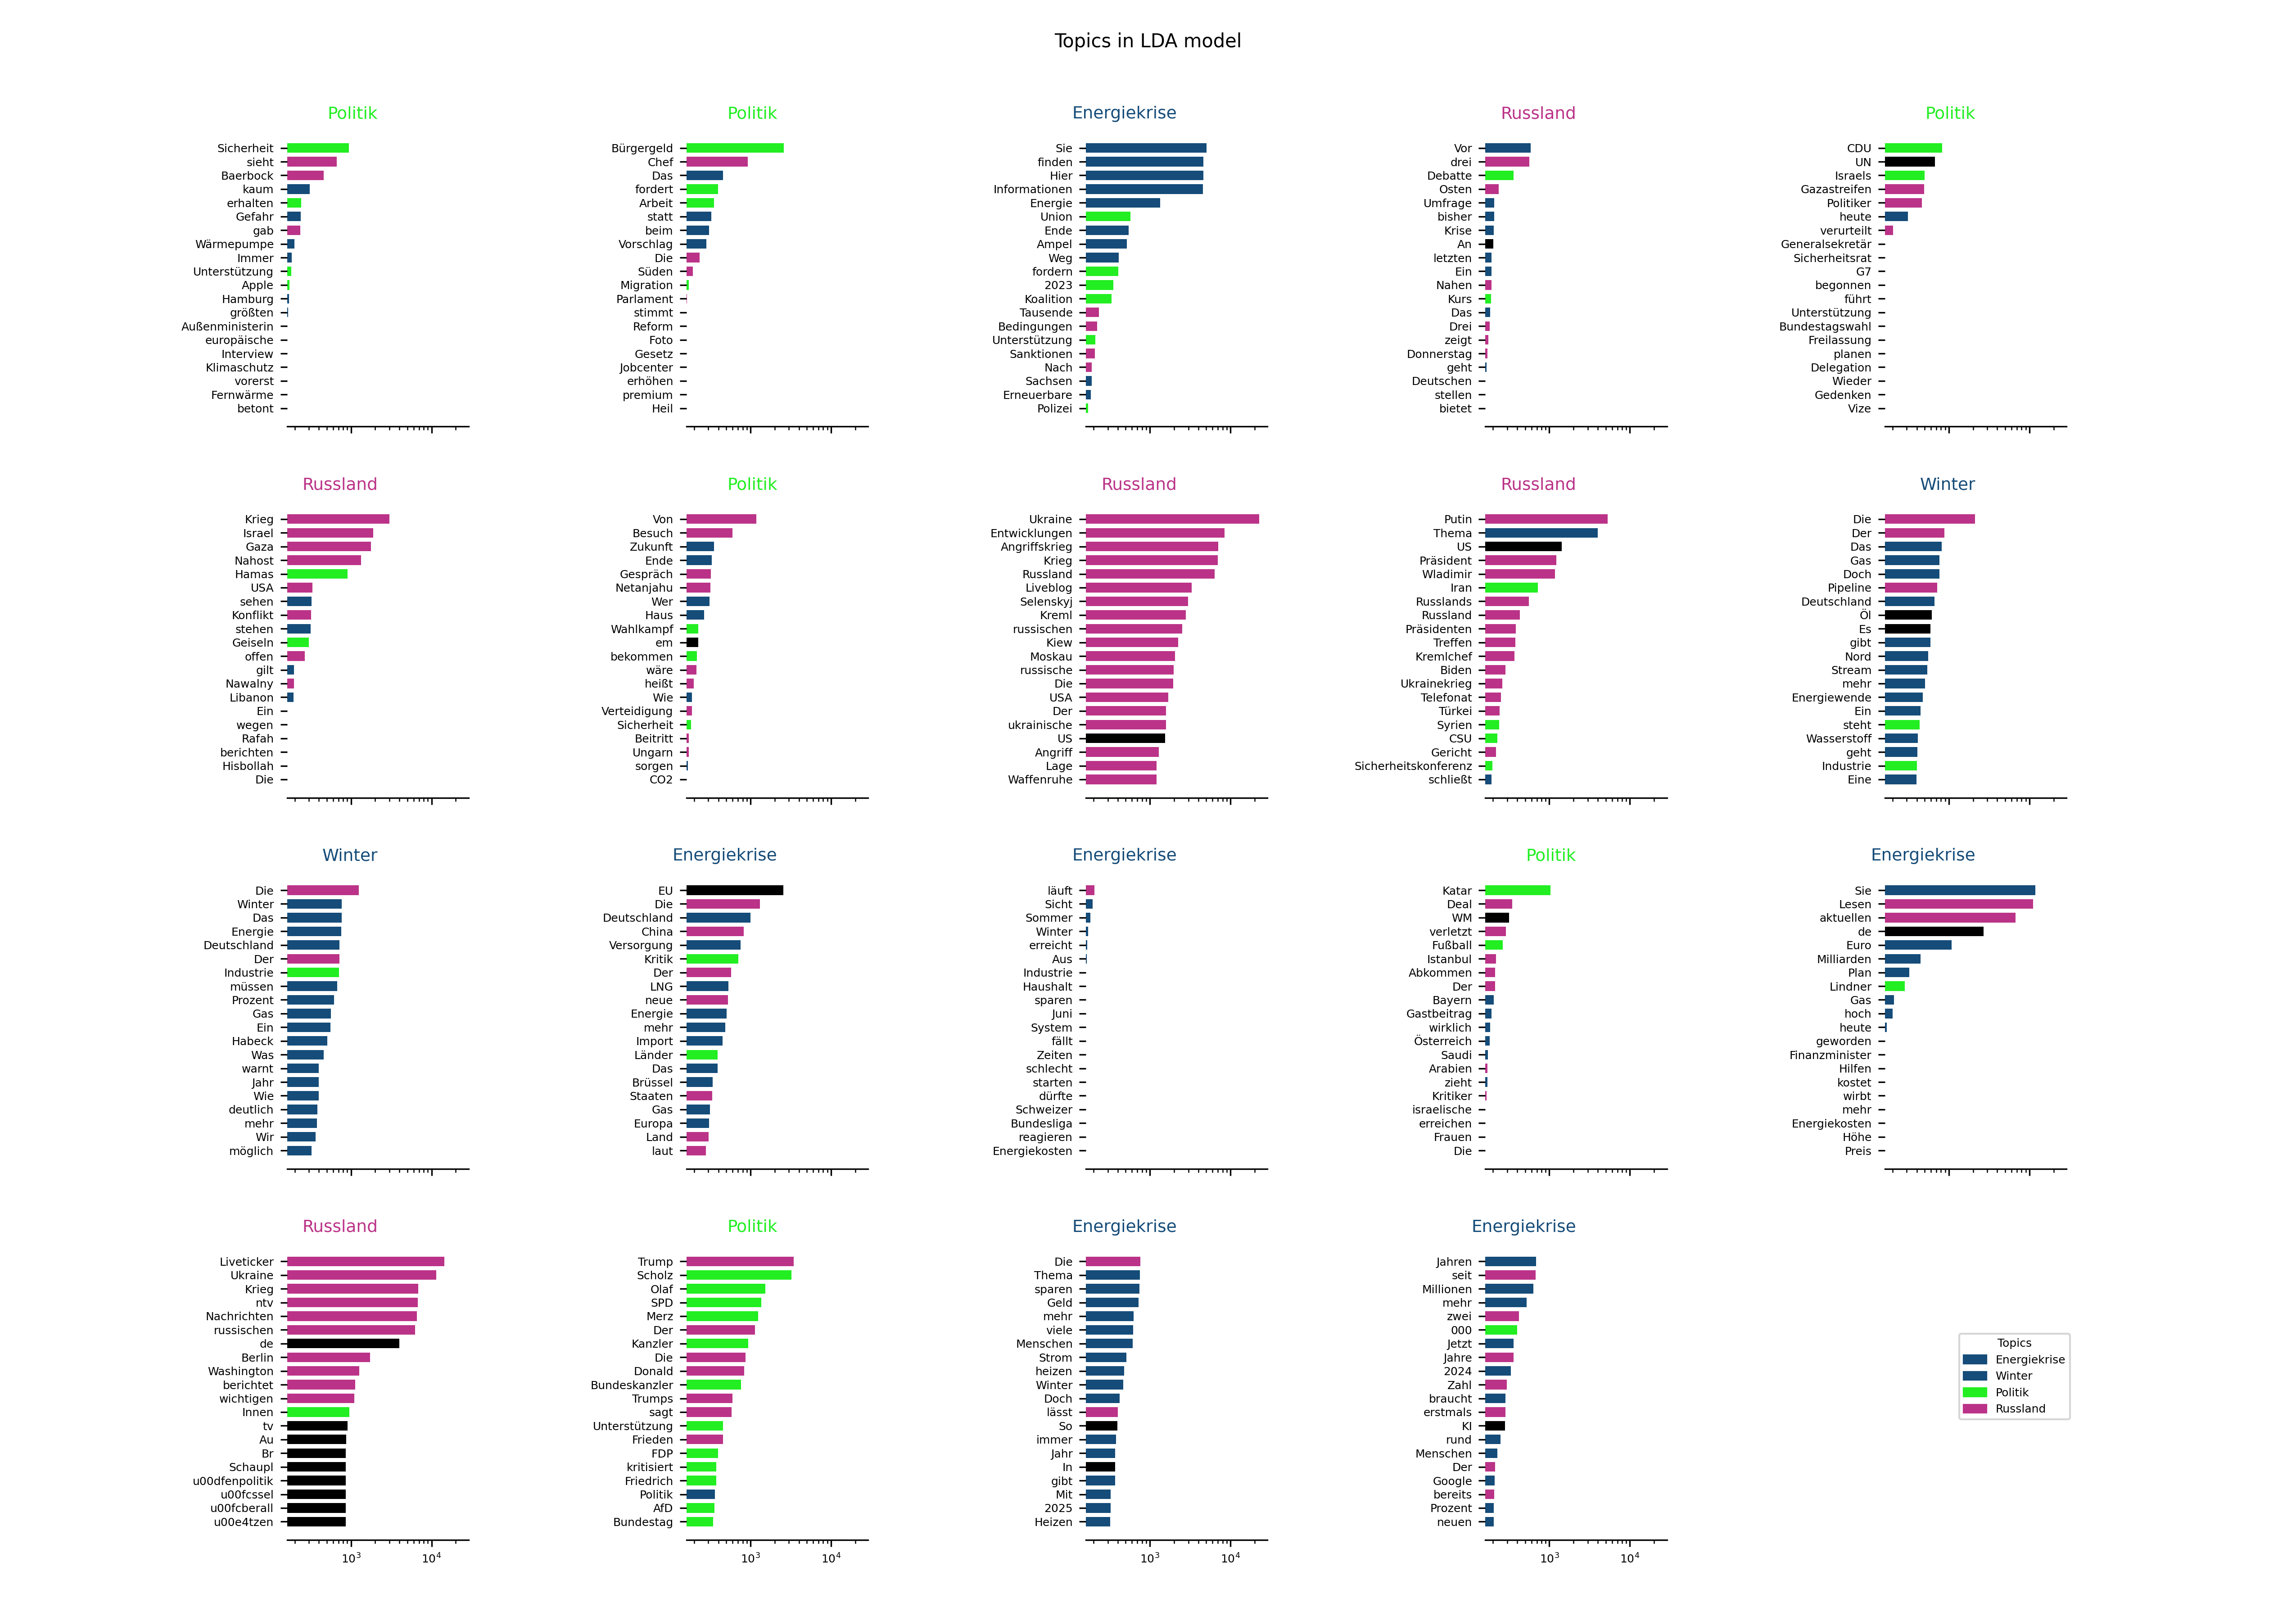 Topics in LDA model
Politik
Sicherheit
sieht
Baerbock
kaum
erhalten
Gefahr
gab
Wärmepumpe
Immer
Unterstützung
Apple
Hamburg
größten
Außenministerin
europäische
Interview
Klimaschutz
vorerst
Fernwärme
betont
Politik
Bürgergeld
Chef
Das
fordert
Arbeit
statt
beim
Vorschlag
Die
Süden
Migration
Parlament
stimmt
Reform
Foto
Gesetz
Jobcenter
erhöhen
premium
Heil
Energiekrise
Sie
finden
Hier
Informationen
Energie
Union
Ende
Ampel
Weg
fordern
2023
Koalition
Tausende
Bedingungen
Unterstützung
Sanktionen
Nach
Sachsen
Erneuerbare
Polizei
Russland
Vor
drei
Debatte
Osten
Umfrage
bisher
Krise
An
letzten
Ein
Nahen
Kurs
Das
Drei
zeigt
Donnerstag
geht
Deutschen
stellen
bietet
Politik
CDU
UN
Israels
Gazastreifen
Politiker
heute
verurteilt
Generalsekretär
Sicherheitsrat
G7
begonnen
führt
Unterstützung
Bundestagswahl
Freilassung
planen
Delegation
Wieder
Gedenken
Vize
Russland
Krieg
Israel
Gaza
Nahost
Hamas
USA
sehen
Konflikt
stehen
Geiseln
offen
gilt
Nawalny
Libanon
Ein
wegen
Rafah
berichten
Hisbollah
Die
Politik
Von
Besuch
Zukunft
Ende
Gespräch
Netanjahu
Wer
Haus
Wahlkampf
em
bekommen
wäre
heißt
Wie
Verteidigung
Sicherheit
Beitritt
Ungarn
sorgen
CO2
Russland
Ukraine
Entwicklungen
Angriffskrieg
Krieg
Russland
Liveblog
Selenskyj
Kreml
russischen
Kiew
Moskau
russische
Die
USA
Der
ukrainische
US
Angriff
Lage
Waffenruhe
Russland
Putin
Thema
US
Präsident
Wladimir
Iran
Russlands
Russland
Präsidenten
Treffen
Kremlchef
Biden
Ukrainekrieg
Telefonat
Türkei
Syrien
CSU
Gericht
Sicherheitskonferenz
schließt
Winter
Die
Der
Das
Gas
Doch
Pipeline
Deutschland
Öl
Es
gibt
Nord
Stream
mehr
Energiewende
Ein
steht
Wasserstoff
geht
Industrie
Eine
Winter
Die
Winter
Das
Energie
Deutschland
Der
Industrie
müssen
Prozent
Gas
Ein
Habeck
Was
warnt
Jahr
Wie
deutlich
mehr
Wir
möglich
Energiekrise
EU
Die
Deutschland
China
Versorgung
Kritik
Der
LNG
neue
Energie
mehr
Import
Länder
Das
Brüssel
Staaten
Gas
Europa
Land
laut
Energiekrise
läuft
Sicht
Sommer
Winter
erreicht
Aus
Industrie
Haushalt
sparen
Juni
System
fällt
Zeiten
schlecht
starten
dürfte
Schweizer
Bundesliga
reagieren
Energiekosten
Politik
Katar
Deal
WM
verletzt
Fußball
Istanbul
Abkommen
Der
Bayern
Gastbeitrag
wirklich
Österreich
Saudi
Arabien
zieht
Kritiker
israelische
erreichen
Frauen
Die
Energiekrise
Sie
Lesen
aktuellen
de
Euro
Milliarden
Plan
Lindner
Gas
hoch
heute
geworden
Finanzminister
Hilfen
kostet
wirbt
mehr
Energiekosten
Höhe
Preis
Russland
Liveticker
Ukraine
Krieg
ntv
Nachrichten
russischen
de
Berlin
Washington
berichtet
wichtigen
Innen
tv
Au
Br
Schaupl
u00dfenpolitik
u00fcssel
u00fcberall
u00e4tzen
10³ 10⁴
Politik
Trump
Scholz
Olaf
SPD
Merz
Der
Kanzler
Die
Donald
Bundeskanzler
Trumps
sagt
Unterstützung
Frieden
FDP
kritisiert
Friedrich
Politik
AfD
Bundestag
10³ 10⁴
Energiekrise
Die
Thema
sparen
Geld
mehr
viele
Menschen
Strom
heizen
Winter
Doch
lässt
So
immer
Jahr
In
gibt
Mit
2025
Heizen
10³ 10⁴
Energiekrise
Jahren
seit
Millionen
mehr
zwei
000
Jetzt
Jahre
2024
Zahl
braucht
erstmals
KI
rund
Menschen
Der
Google
bereits
Prozent
neuen
10³ 10⁴
Topics
Energiekrise
Winter
Politik
Russland